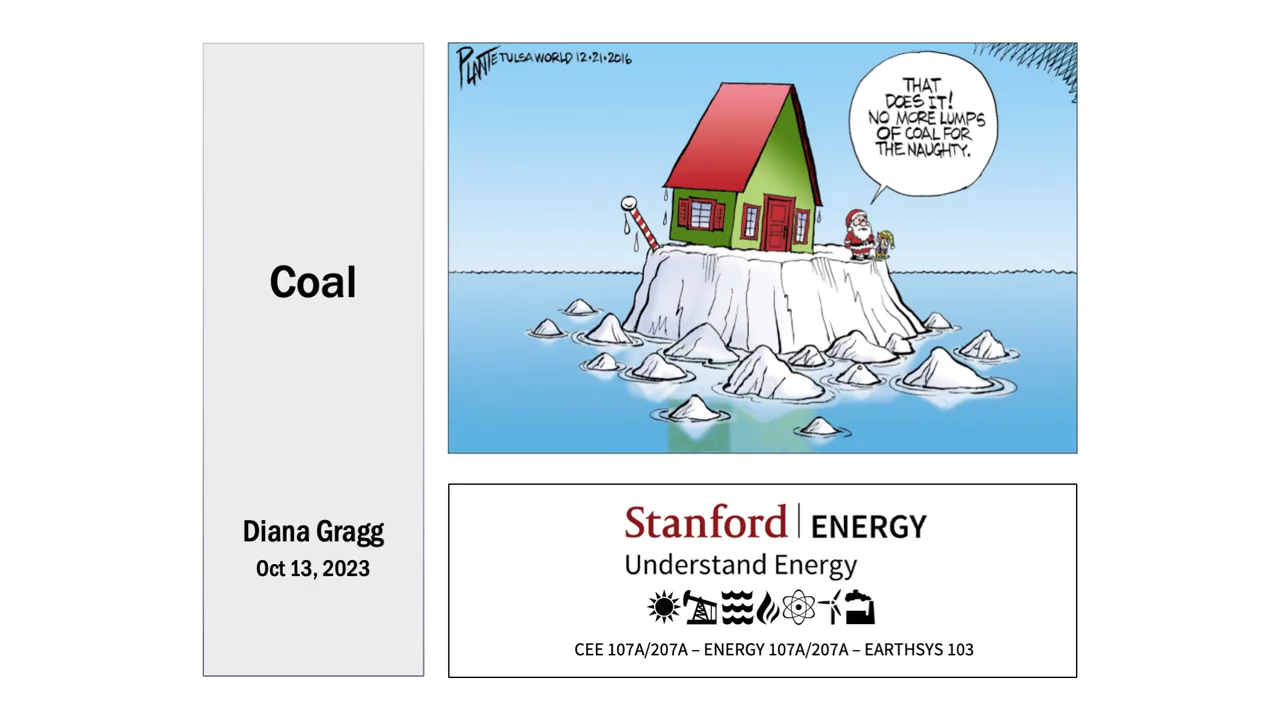 Coal
Diana Gragg
Oct 13, 2023
PLANTE TULSA WORLD 12•21•2016
THAT
DOES IT!
NO MORE LUMPS
OF COAL FOR
THE NAUGHTY.
Stanford | ENERGY
Understand Energy
CEE 107A/207A – ENERGY 107A/207A – EARTHSYS 103